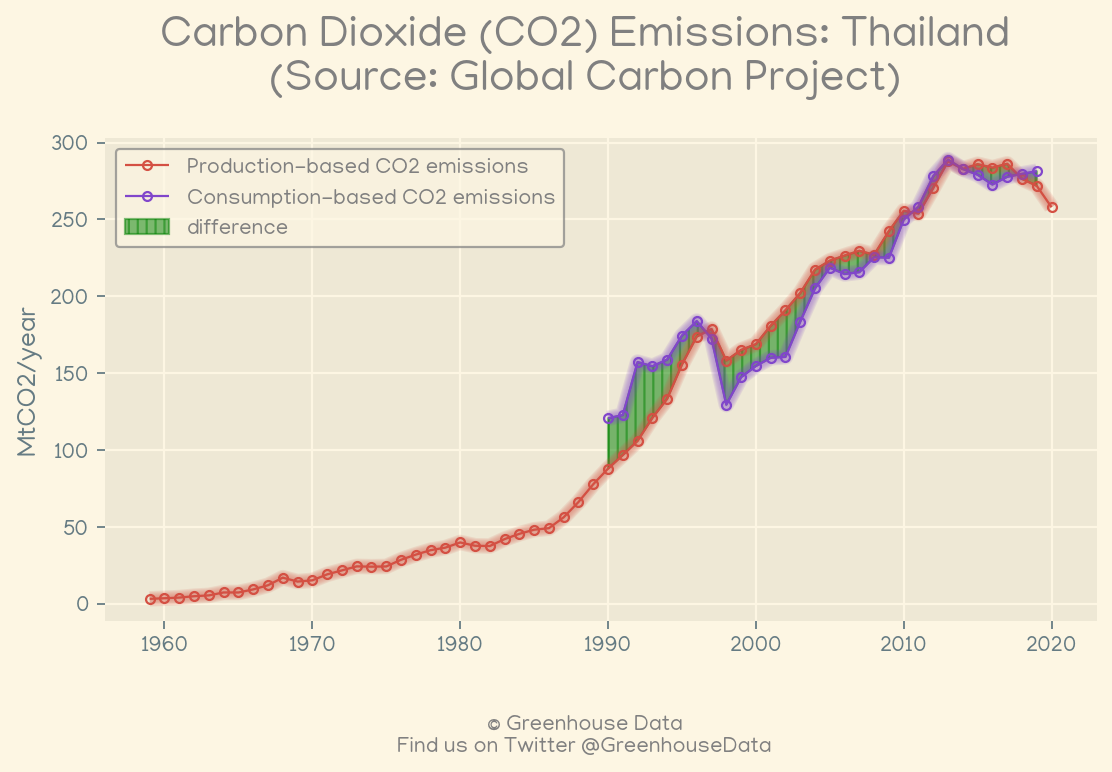 Carbon Dioxide (CO2) Emissions: Thailand
(Source: Global Carbon Project)
300
250
200
150
100
50
0
MtCO2/year
Production-based CO2 emissions
Consumption-based CO2 emissions
difference
1960 1970 1980 1990 2000 2010 2020
© Greenhouse Data
Find us on Twitter @GreenhouseData